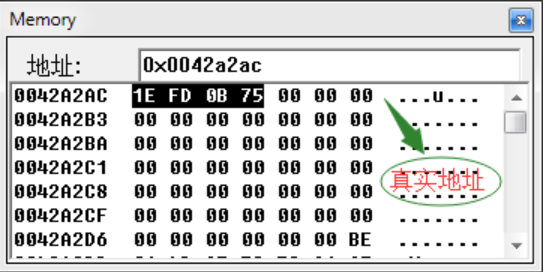 Memory
地址: 0x0042a2ac
0042A2AC 1E FD 0B 75 00 00 00 ...u...
0042A2B3 00 00 00 00 00 00 00 .......
0042A2BA 00 00 00 00 00 00 00 .......
0042A2C1 00 00 00 00 00 00 00 .......
0042A2C8 00 00 00 00 00 00 00 .......
真实地址
0042A2CF 00 00 00 00 00 00 00 .......
0042A2D6 00 00 00 00 00 00 BE .......